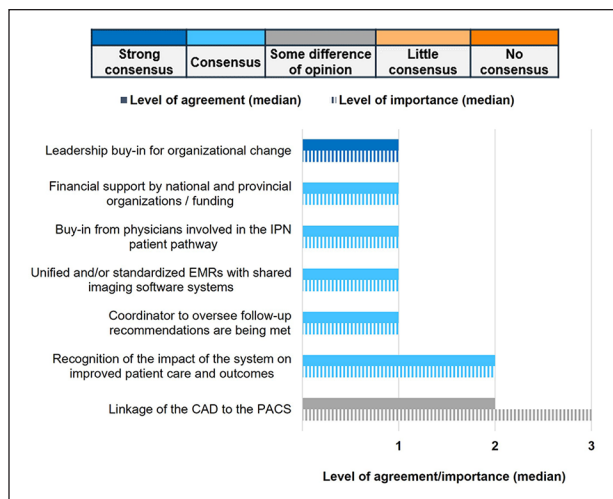 Strong consensus
Consensus
Some difference of opinion
Little consensus
No consensus
Level of agreement (median) Level of importance (median)
Leadership buy-in for organizational change
Financial support by national and provincial
organizations / funding
Buy-in from physicians involved in the IPN
patient pathway
Unified and/or standardized EMRs with shared
imaging software systems
Coordinator to oversee follow-up
recommendations are being met
Recognition of the impact of the system on
improved patient care and outcomes
Linkage of the CAD to the PACS
1 2 3
Level of agreement/importance (median)